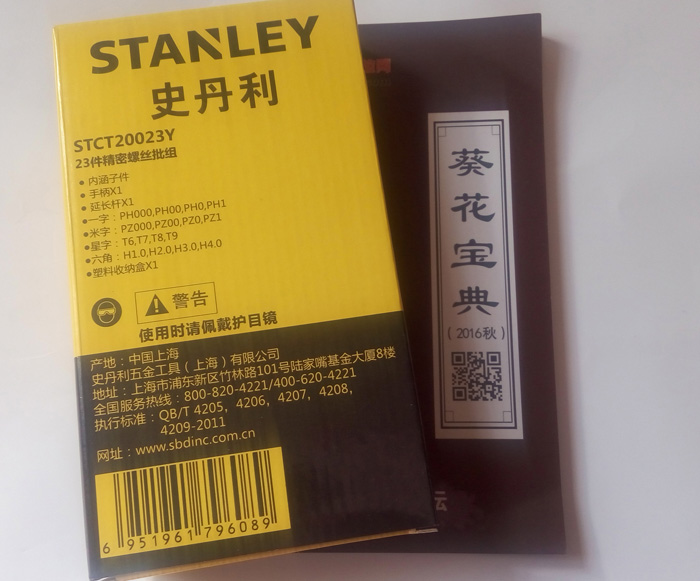 STANLEY
史丹利
STCT20023Y
23件精密螺丝批组
● 内涵子件
● 手柄X1
● 延长杆X1
●一字：PH000,PH00,PH0,PH1
●米字：PZ000,PZ00,PZ0,PZ1
●星字：T6,T7,T8,T9
●六角：H1.0,H2.0,H3.0,H4.0
●塑料收纳盒X1
警告
使用时请佩戴护目镜
产地：中国上海
史丹利五金工具（上海）有限公司
地址：上海市浦东新区竹林路101号陆家嘴基金大厦8楼
全国服务热线：800-820-4221/400-620-4221
执行标准：QB/T 4205，4206，4207，4208，
4209-2011
网址：www.sbdinc.com.cn
6 951961 796089
葵花宝典
（2016秋）